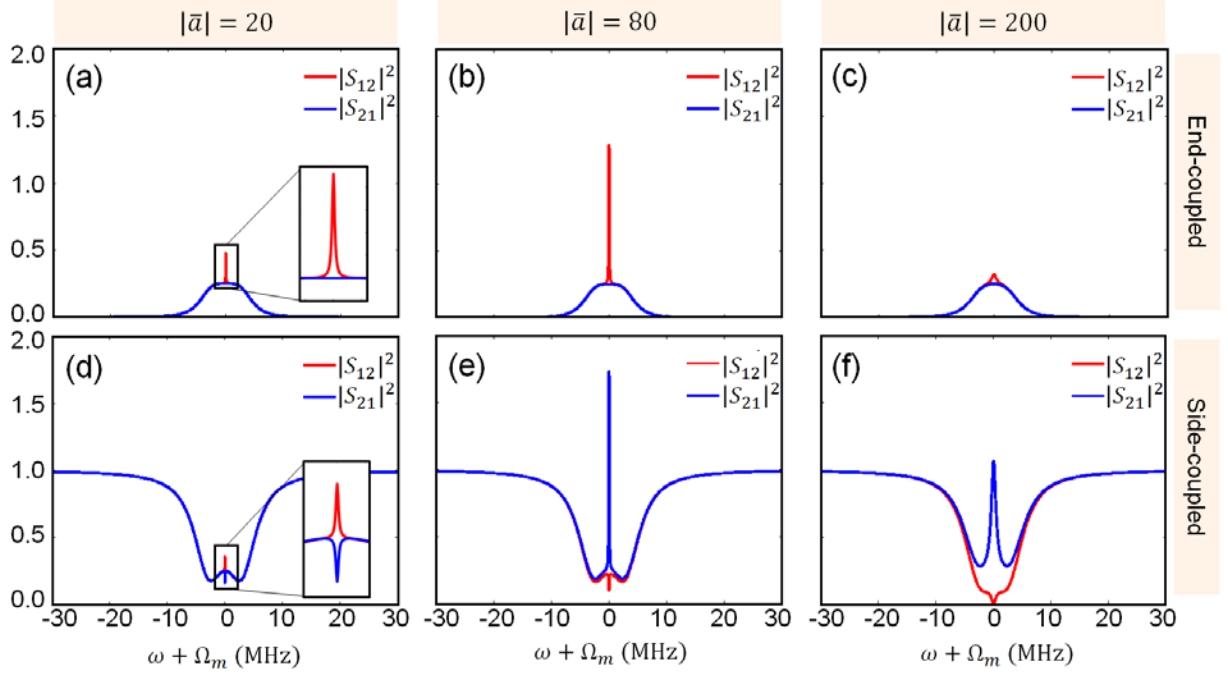 |a̅| = 20
|a̅| = 80
|a̅| = 200
2.0
1.5
1.0
0.5
0.0
(a)
|S₁₂|²
|S₂₁|²
(b)
|S₁₂|²
|S₂₁|²
(c)
|S₁₂|²
|S₂₁|²
End-coupled
2.0
1.5
1.0
0.5
0.0
(d)
|S₁₂|²
|S₂₁|²
(e)
|S₁₂|²
|S₂₁|²
(f)
|S₁₂|²
|S₂₁|²
Side-coupled
-30 -20 -10 0 10 20 30
-30 -20 -10 0 10 20 30
-30 -20 -10 0 10 20 30
ω + Ωₘ (MHz)
ω + Ωₘ (MHz)
ω + Ωₘ (MHz)